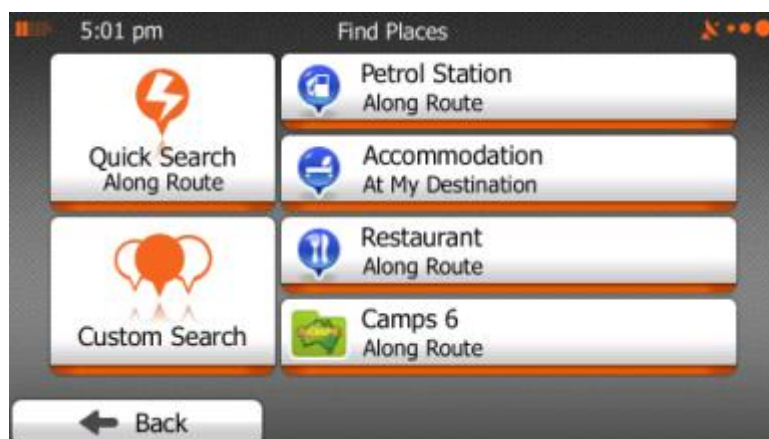 5:01 pm
Find Places
Quick Search
Along Route
Custom Search
Petrol Station
Along Route
Accommodation
At My Destination
Restaurant
Along Route
Camps 6
Along Route
Back